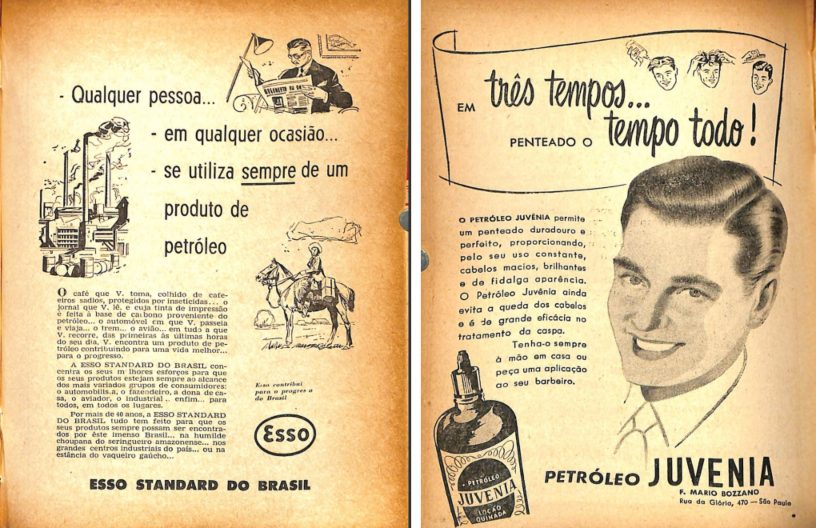 - Qualquer pessoa...
- em qualquer ocasião...
- se utiliza sempre de um
produto de
petróleo
O café que V. toma, colhido de cafe-
eiros sadios, protegidos por inseticidas... o
jornal que V. lê, e cuja tinta de impressão
é feita à base de carbono proveniente do
petróleo... o automóvel em que V. passeia
e viaja... o trem... o avião... em tudo a que
V. recorre, das primeiras às últimas horas
do seu dia, V. encontra um produto de pe-
tróleo contribuindo para uma vida melhor...
para o progresso.
A ESSO STANDARD DO BRASIL con-
centra os seus m lhores esforços para que
os seus produtos estejam sempre ao alcance
dos mais variados grupos de consumidores:
o automobilis.a, o fazendeiro, a dona de ca-
sa, o aviador, o industrial .. enfim... para
todos, em todos os lugares.
Por mais de 40 anos, a ESSO STANDARD
DO BRASIL tudo tem feito para que os
seus produtos sempre possam ser encontra-
dos por êste imenso Brasil... na humilde
choupana do seringueiro amazonense... nos
grandes centros industriais do país... ou na
estância do vaqueiro gaúcho...
Esso contribui
para o progres o
do Brasil
Esso
ESSO STANDARD DO BRASIL
EM três tempos...
PENTEADO O tempo todo!
O PETRÓLEO JUVÊNIA permite
um penteado duradouro e
perfeito, proporcionando,
pelo seu uso constante,
cabelos macios, brilhantes
e de fidalga aparência.
O Petróleo Juvênia ainda
evita a queda dos cabelos
e é de grande eficácia no
tratamento da caspa.
Tenha-o sempre
à mão em casa ou
peça uma aplicação
ao seu barbeiro.
PETRÓLEO
JUVENIA
LOÇÃO
QUINADA
PETRÓLEO JUVENIA
F. MARIO BOZZANO
Rua da Glória, 470 — São Paulo